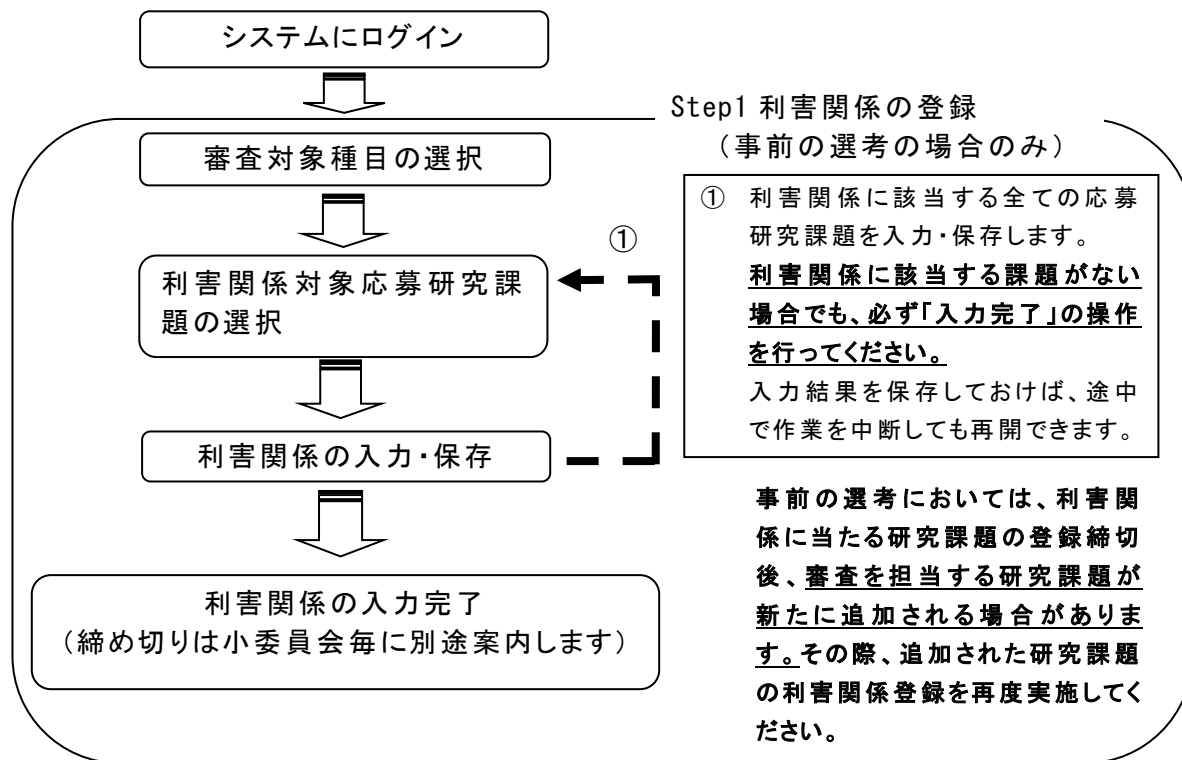 システムにログイン
Step1 利害関係の登録
（事前の選考の場合のみ）
審査対象種目の選択
①
利害関係対象応募研究課
題の選択
利害関係の入力・保存
利害関係の入力完了
（締め切りは小委員会毎に別途案内します）
① 利害関係に該当する全ての応募
研究課題を入力・保存します。
利害関係に該当する課題がない
場合でも、必ず「入力完了」の操作
を行ってください。
入力結果を保存しておけば、途中
で作業を中断しても再開できます。
事前の選考においては、利害関
係に当たる研究課題の登録締切
後、審査を担当する研究課題が
新たに追加される場合がありま
す。その際、追加された研究課題
の利害関係登録を再度実施してく
ださい。